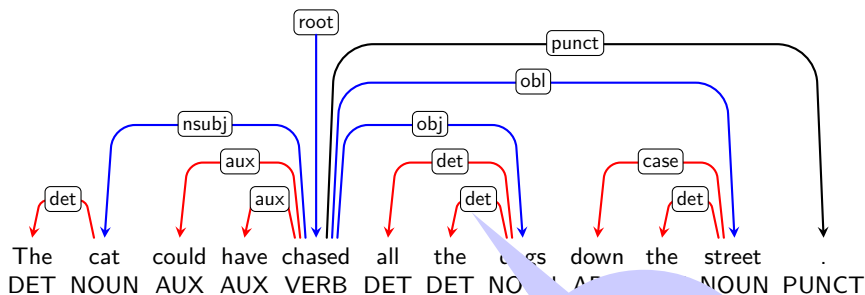 root
punct
obl
nsubj obj
aux det case
det aux det det
The cat could have chased all the down the street .
DET NOUN AUX AUX VERB DET DET NOUN PUNCT